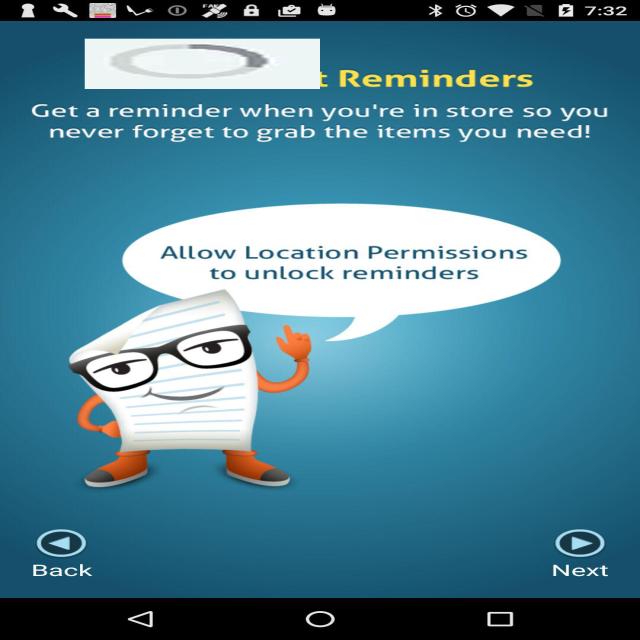 7:32
Reminders
Get a reminder when you're in store so you
never forget to grab the items you need!
Allow Location Permissions
to unlock reminders
Back
Next